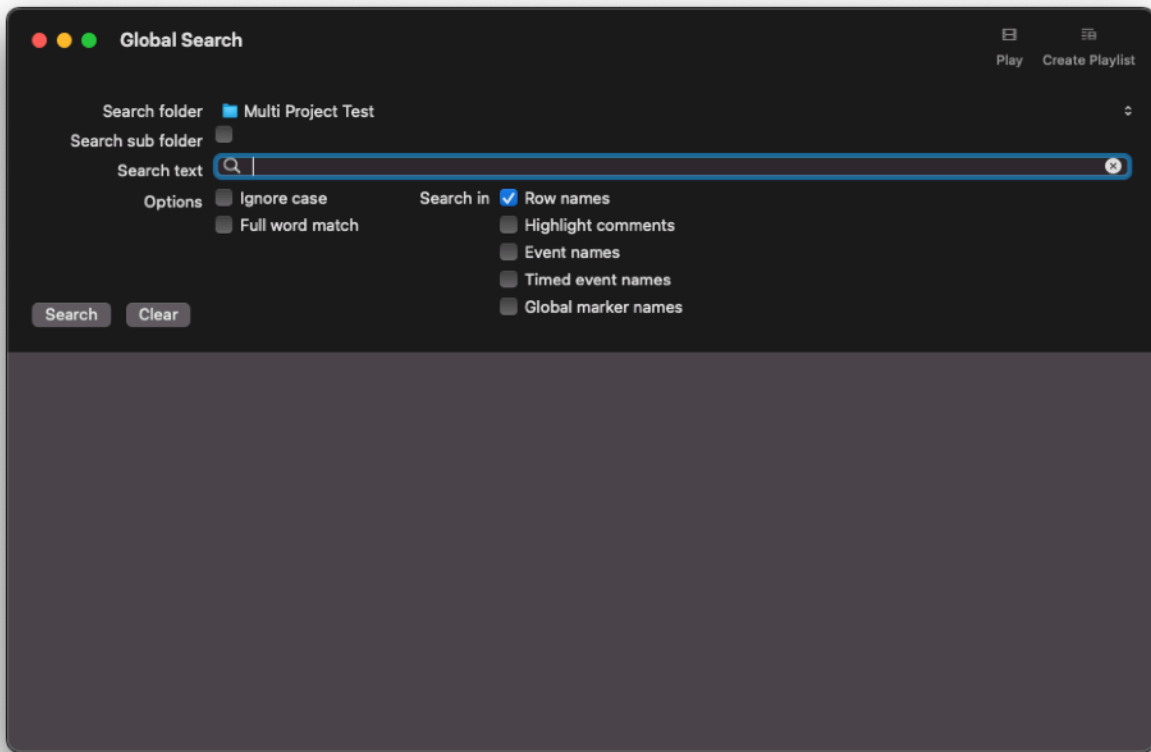 Global Search
Play
Create Playlist
Search folder Multi Project Test
Search sub folder
Search text
Options Ignore case Search in Row names
Full word match Highlight comments
Event names
Timed event names
Global marker names
Search Clear